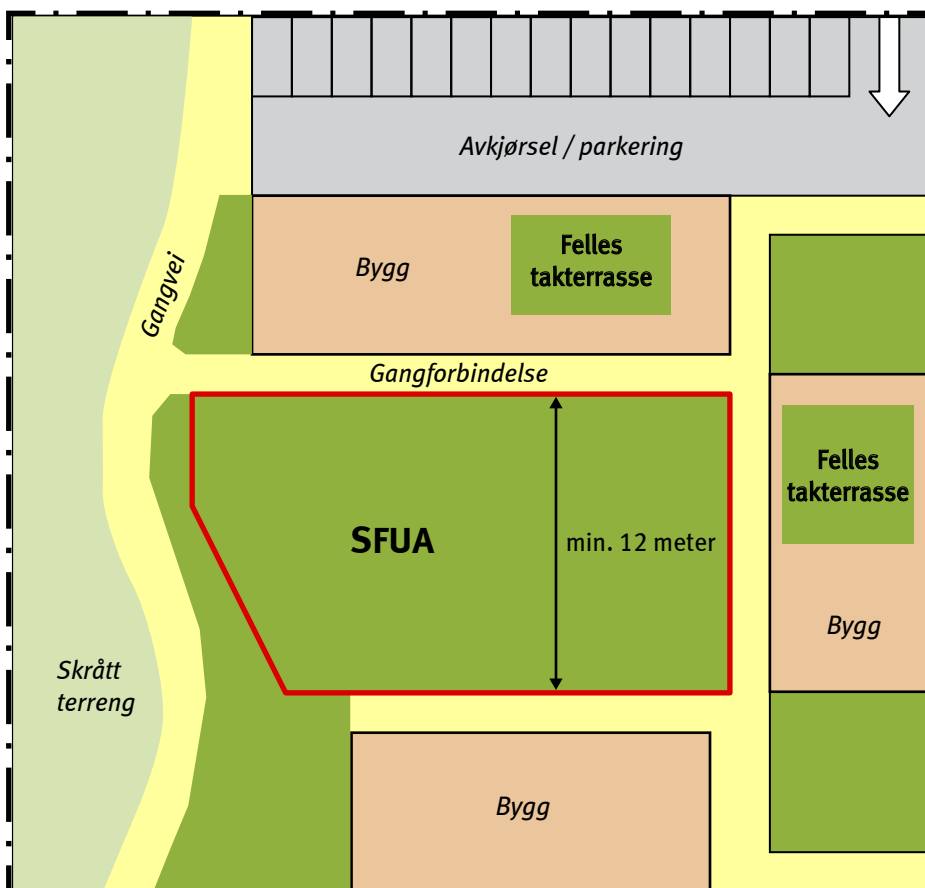 Avkjørsel / parkering
Bygg
Felles
takterrasse
Gangvei
Gangforbindelse
Felles
takterrasse
SFUA
min. 12 meter
Bygg
Skrått
terreng
Bygg